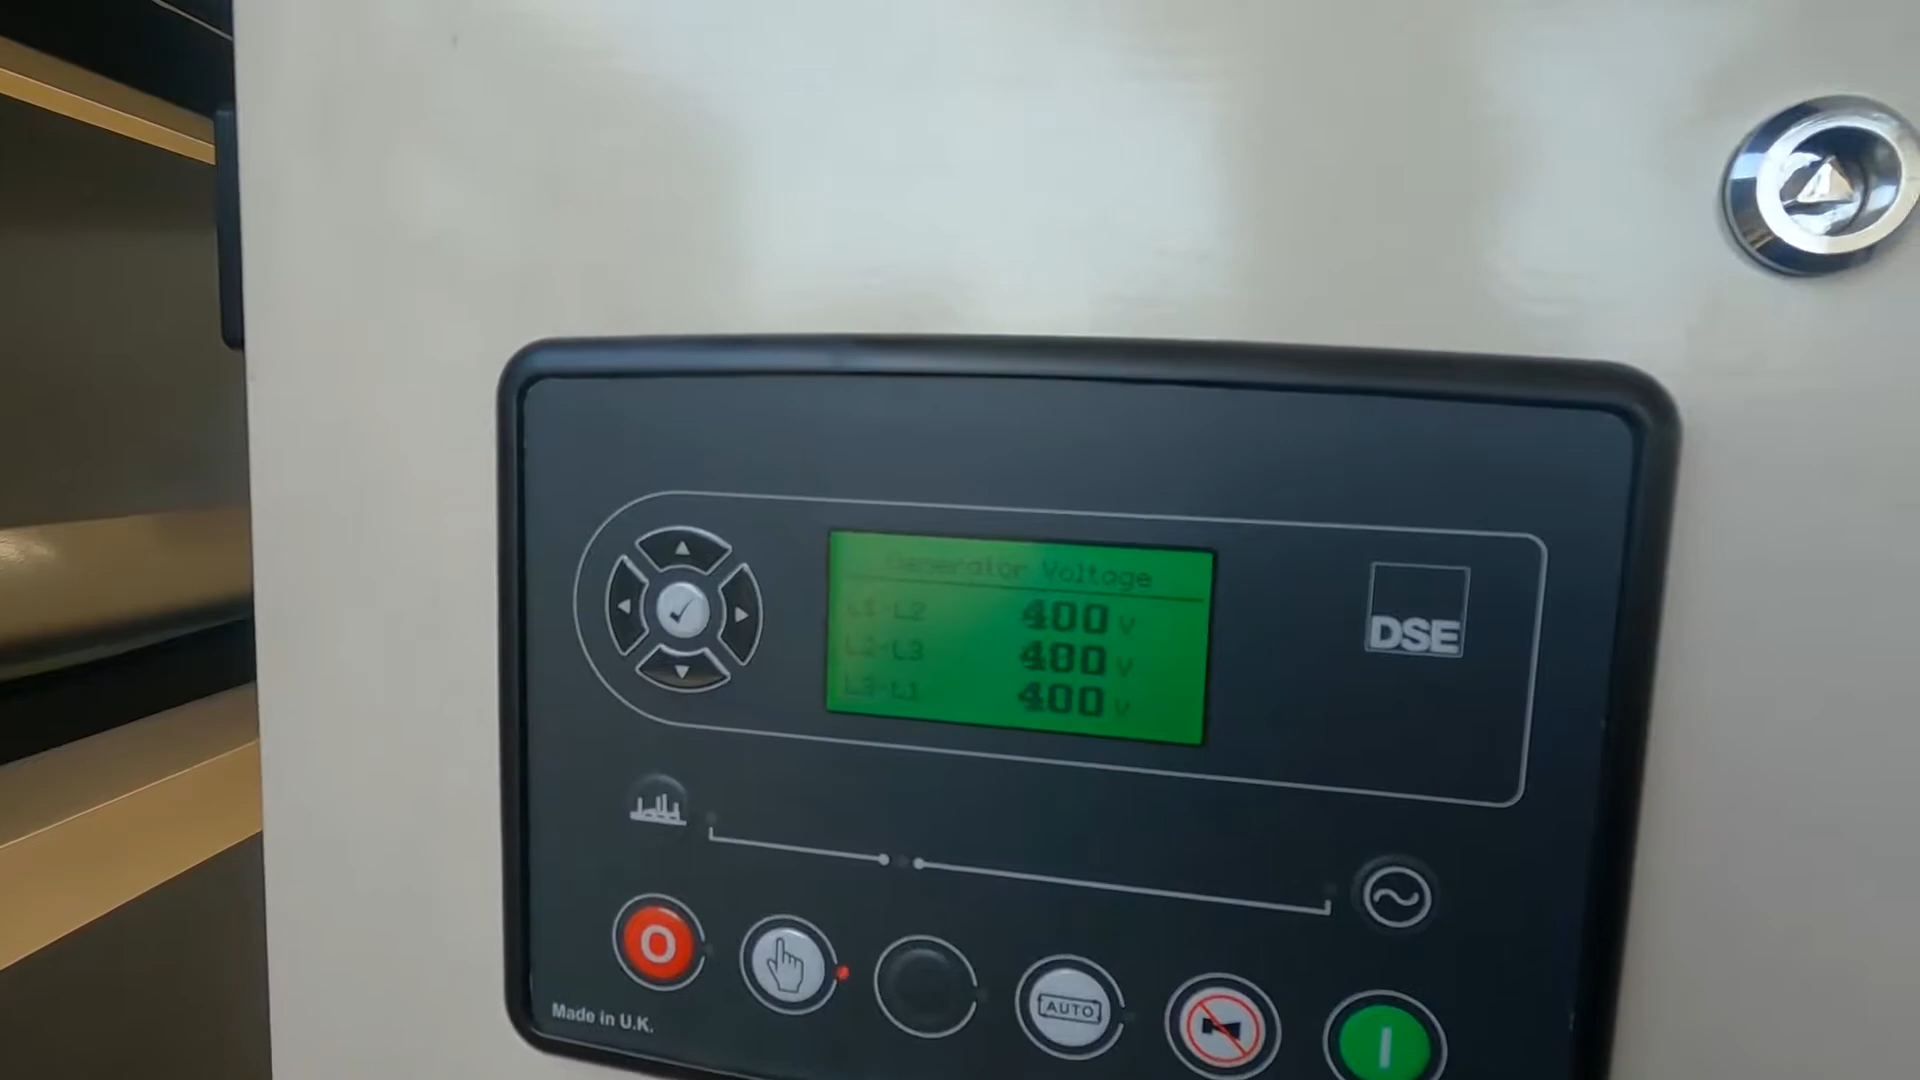 Generator Voltage
L1-L2 400 V
L2-L3 400 V
L3-L1 400 V
DSE
O
AUTO
I
Made in U.K.